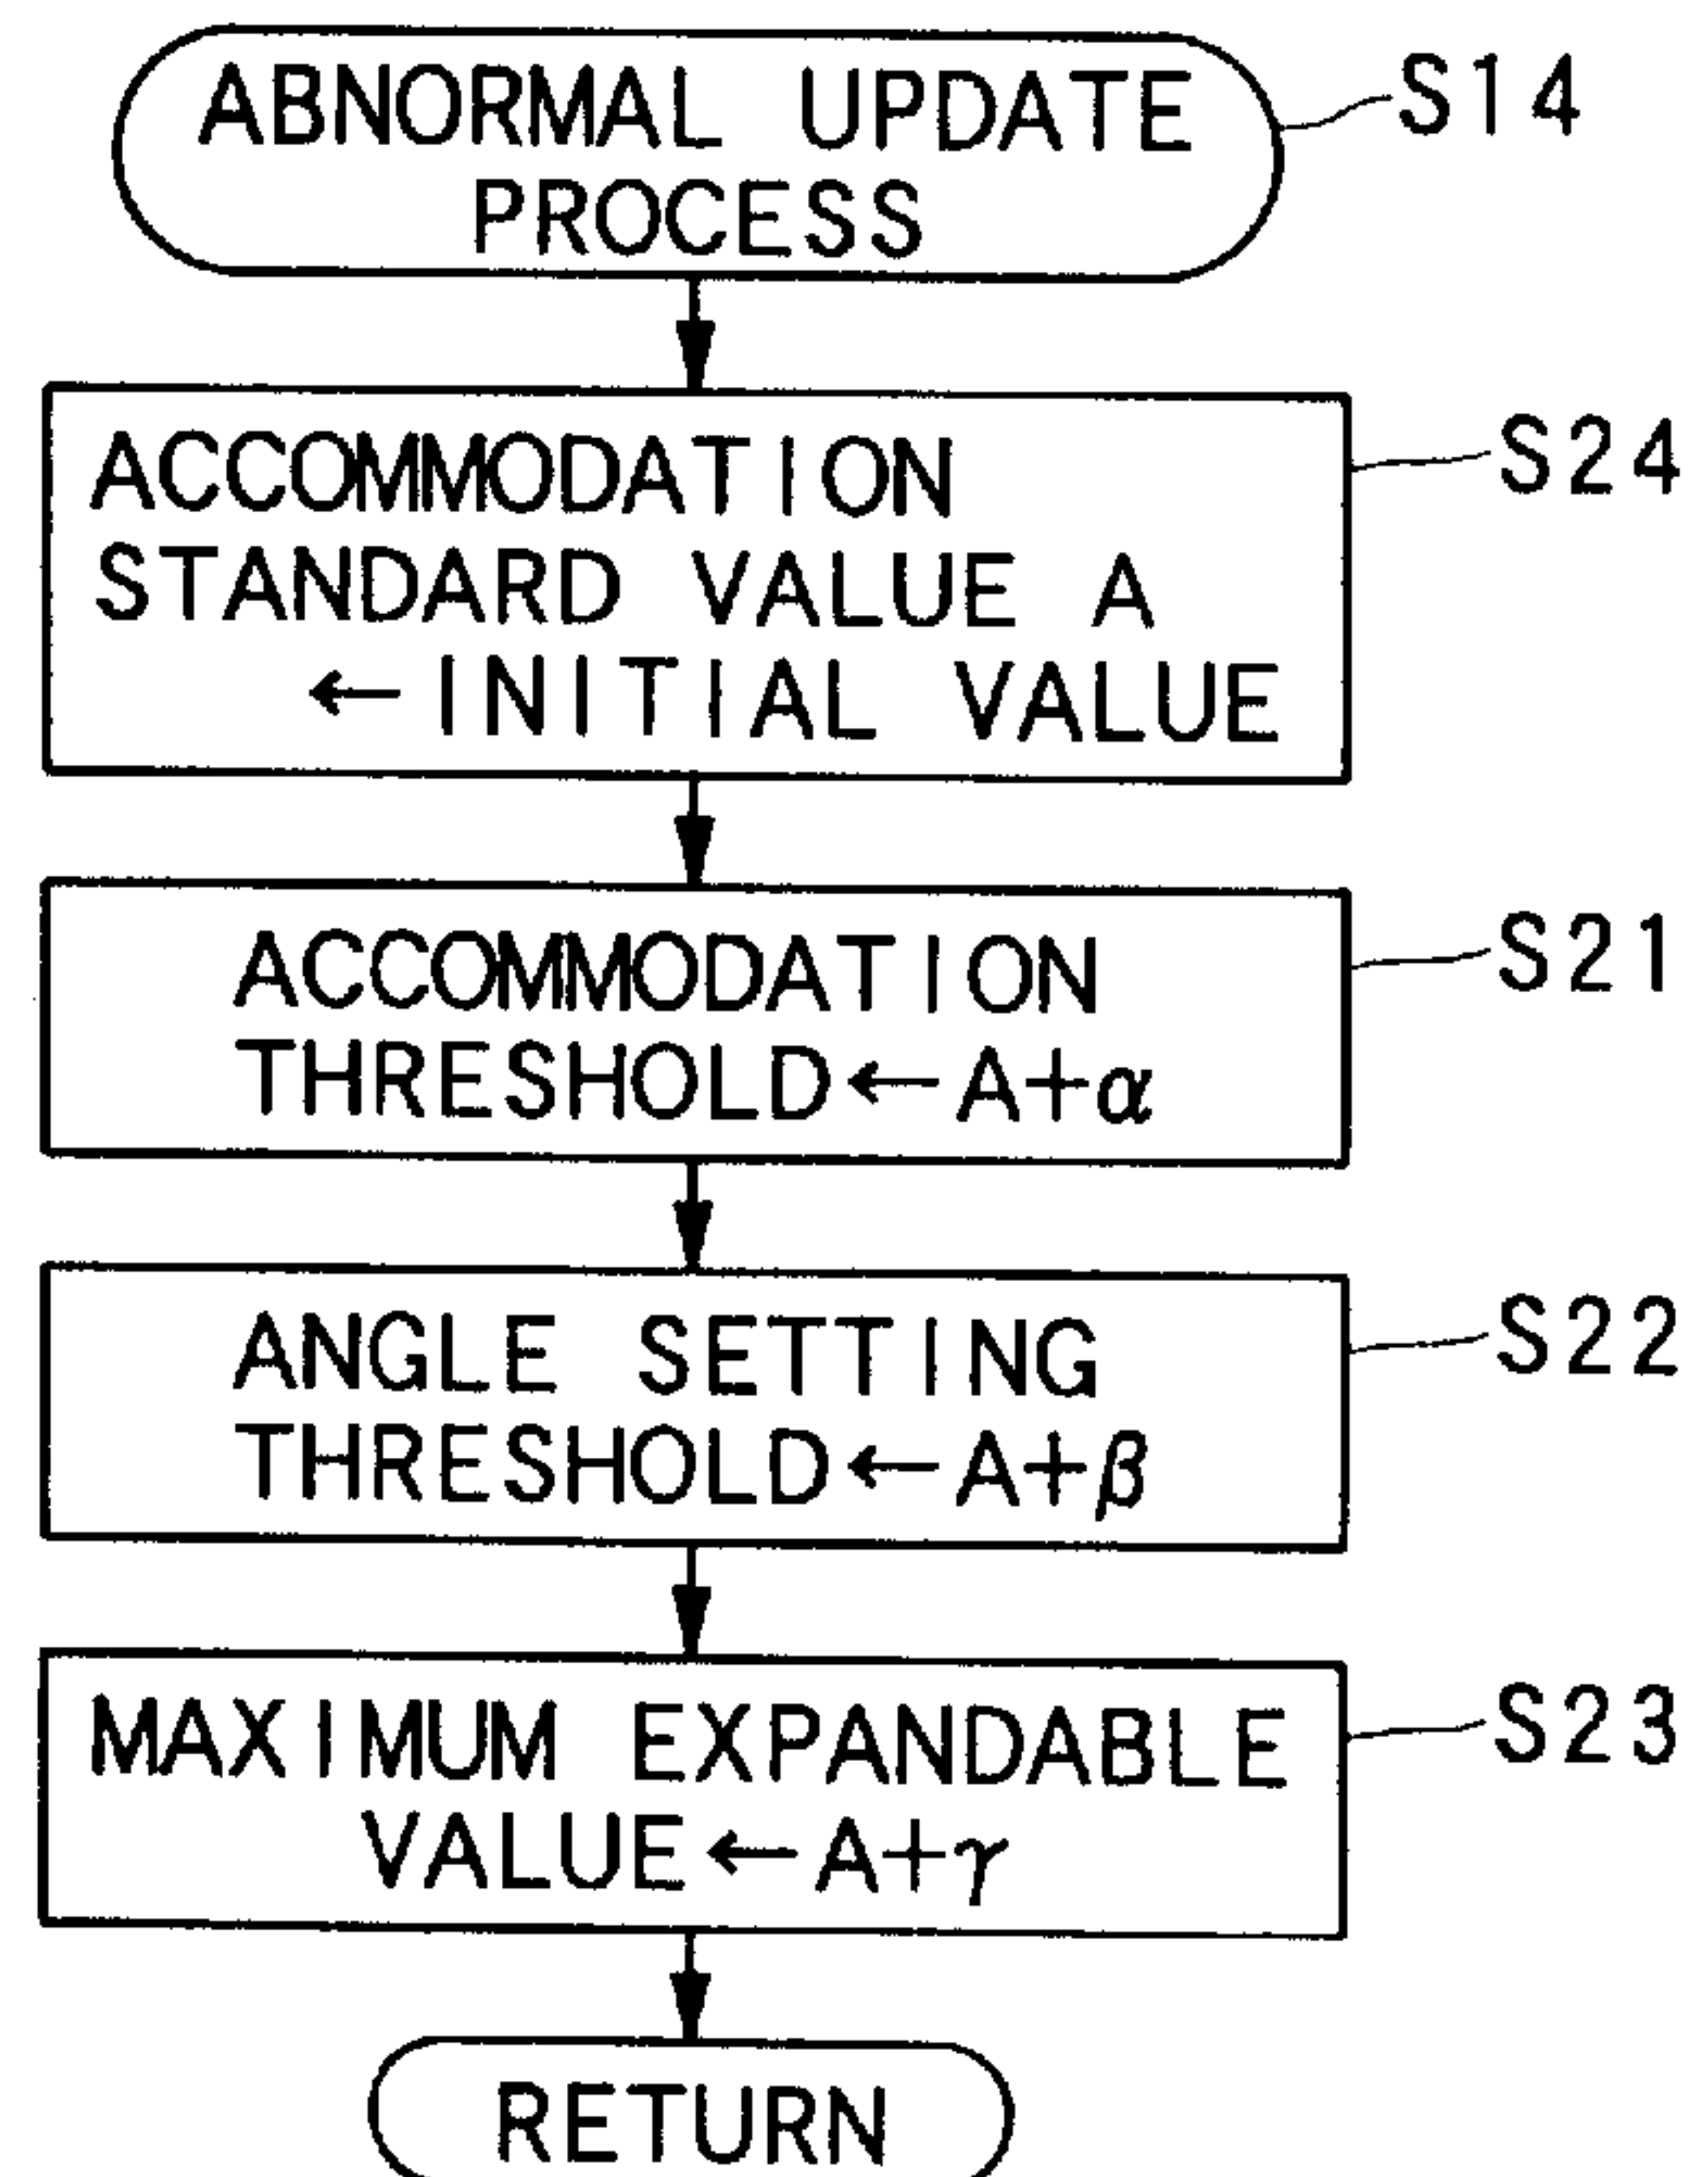 ABNORMAL UPDATE
PROCESS
S14
ACCOMMODATION
STANDARD VALUE A
← INITIAL VALUE
S24
ACCOMMODATION
THRESHOLD ← A+α
S21
ANGLE SETTING
THRESHOLD ← A+β
S22
MAXIMUM EXPANDABLE
VALUE ← A+γ
S23
RETURN